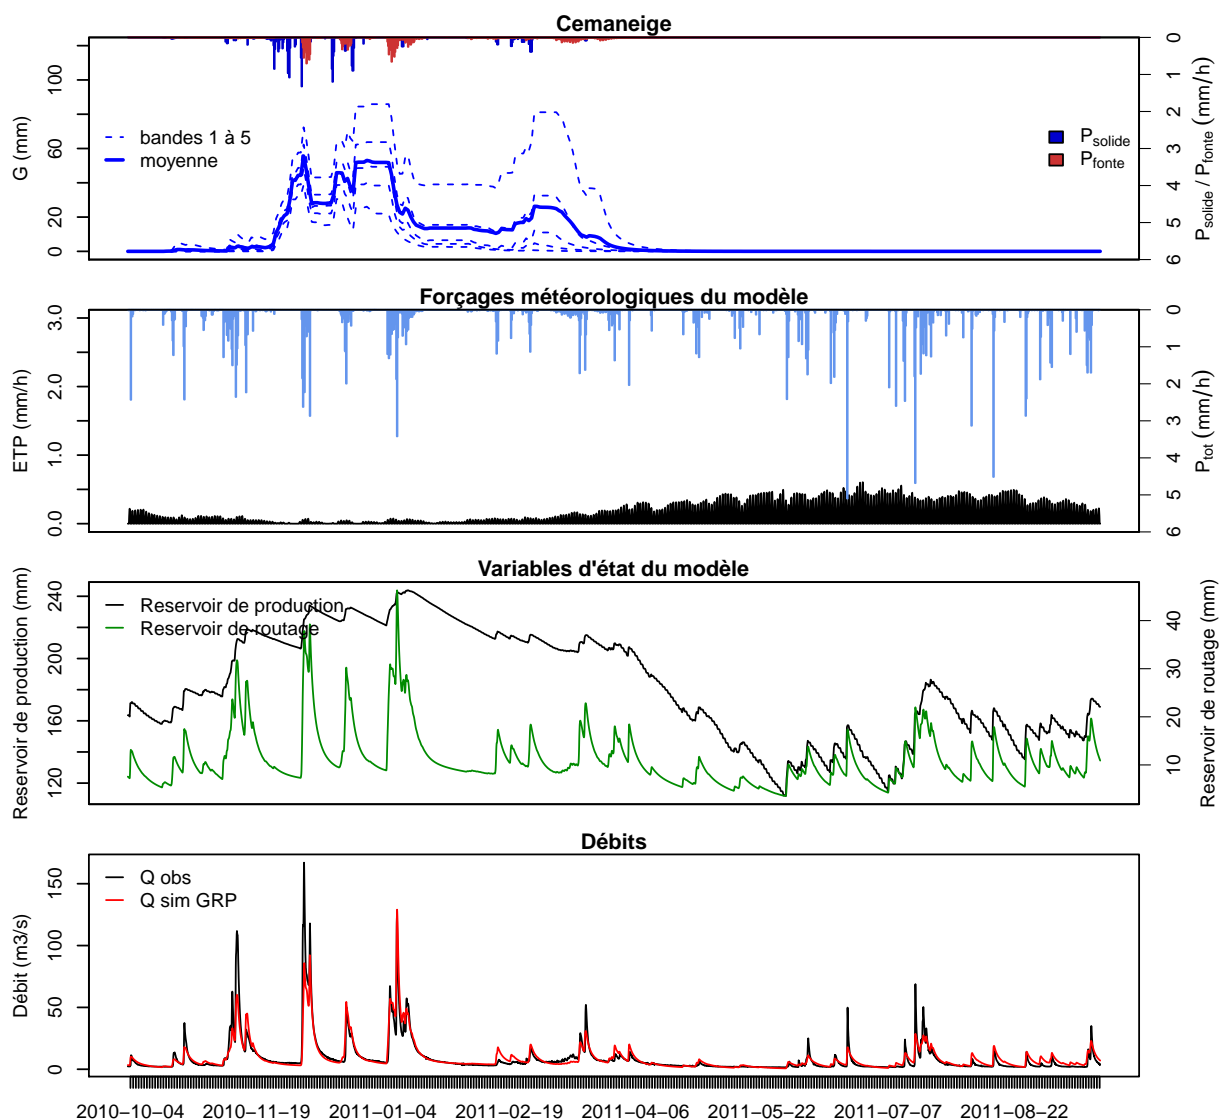 Cemaneige
G (mm)
0 20 60 100
bandes 1 à 5
moyenne
P_solide
P_fonte
0 1 2 3 4 5 6
P_solide / P_fonte (mm/h)
Forçages météorologiques du modèle
ETP (mm/h)
0.0 1.0 2.0 3.0
0 1 2 3 4 5 6
P_tot (mm/h)
Variables d'état du modèle
Reservoir de production (mm)
120 160 200 240
Reservoir de production
Reservoir de routage
10 20 30 40
Reservoir de routage (mm)
Débits
Débit (m3/s)
0 50 100 150
Q obs
Q sim GRP
2010−10−04 2010−11−19 2011−01−04 2011−02−19 2011−04−06 2011−05−22 2011−07−07 2011−08−22